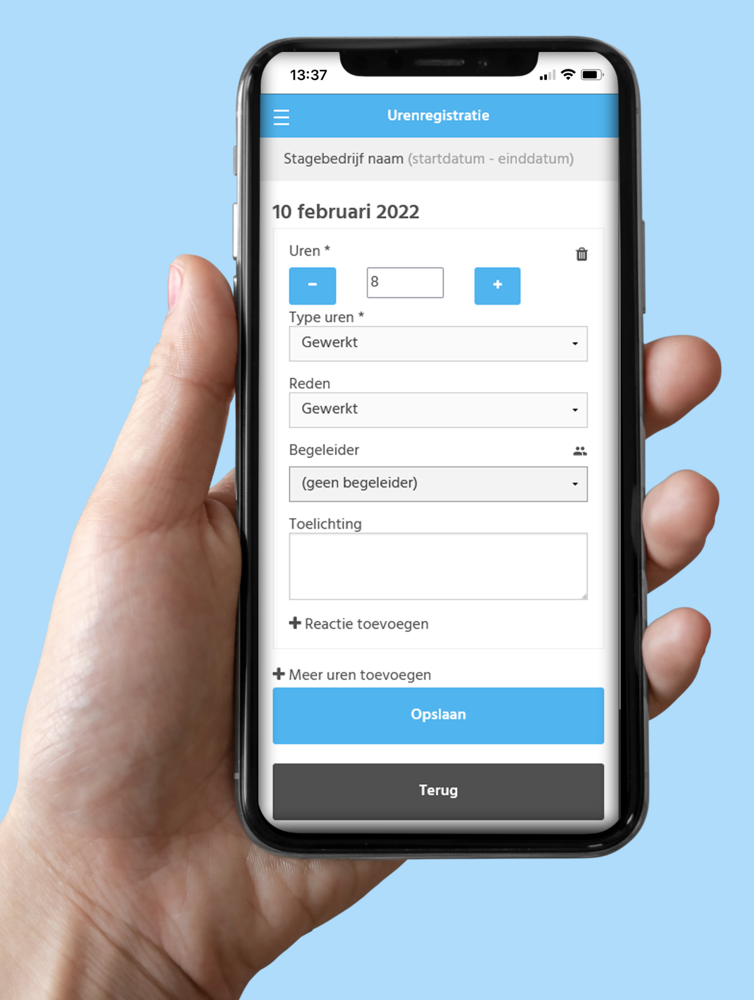 13:37
Urenregistratie
Stagebedrijf naam (startdatum - einddatum)
10 februari 2022
Uren *
-
8
+
Type uren *
Gewerkt
Reden
Gewerkt
Begeleider
(geen begeleider)
Toelichting
+ Reactie toevoegen
+ Meer uren toevoegen
Opslaan
Terug